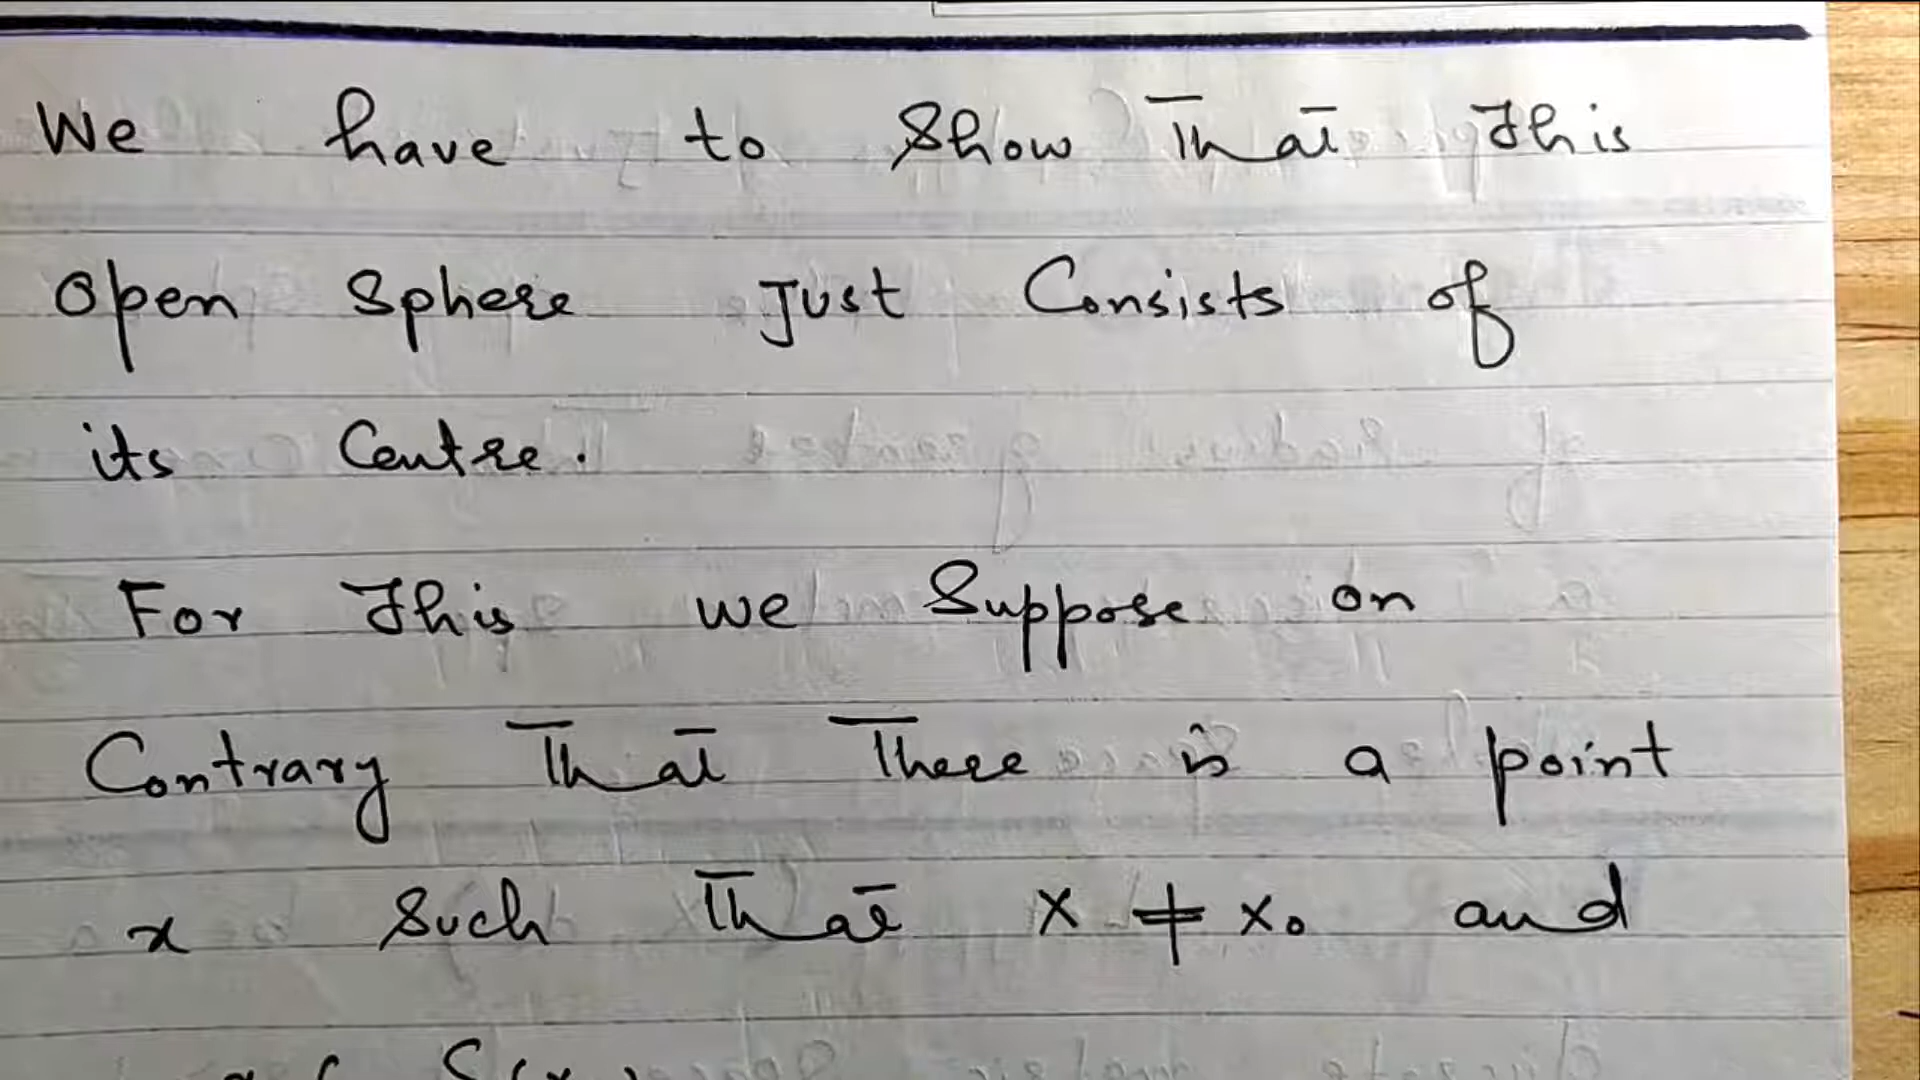 We have to Show That This
open Sphere Just Consists of
its Centre.
For This we Suppose on
Contrary That There is a point
x Such That x ≠ x₀ and